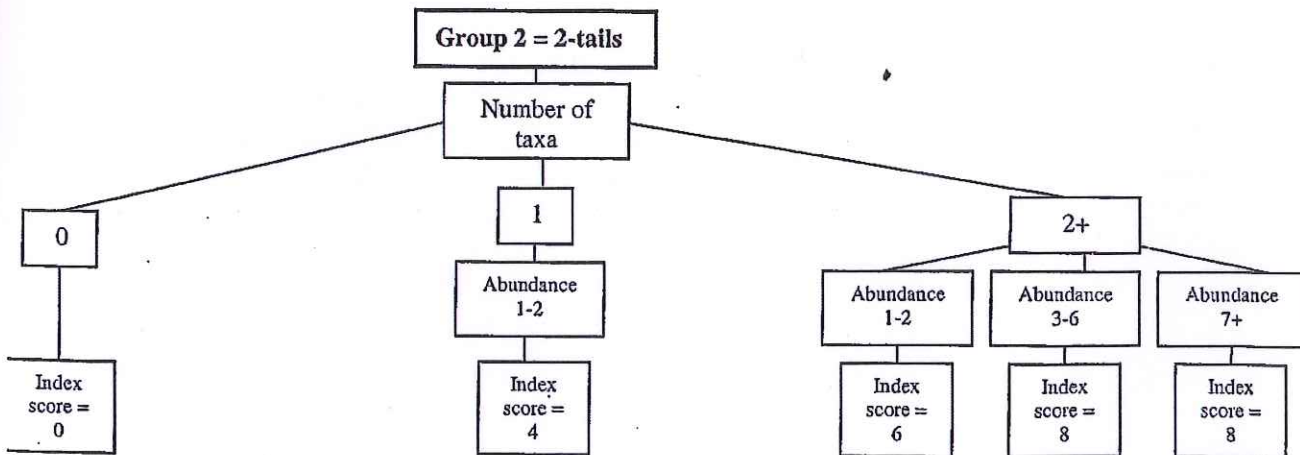 Group 2 = 2-tails
Number of
taxa
0
1
2+
Abundance
1-2
Abundance
1-2
Abundance
3-6
Abundance
7+
Index
score =
0
Index
score =
4
Index
score =
6
Index
score =
8
Index
score =
8